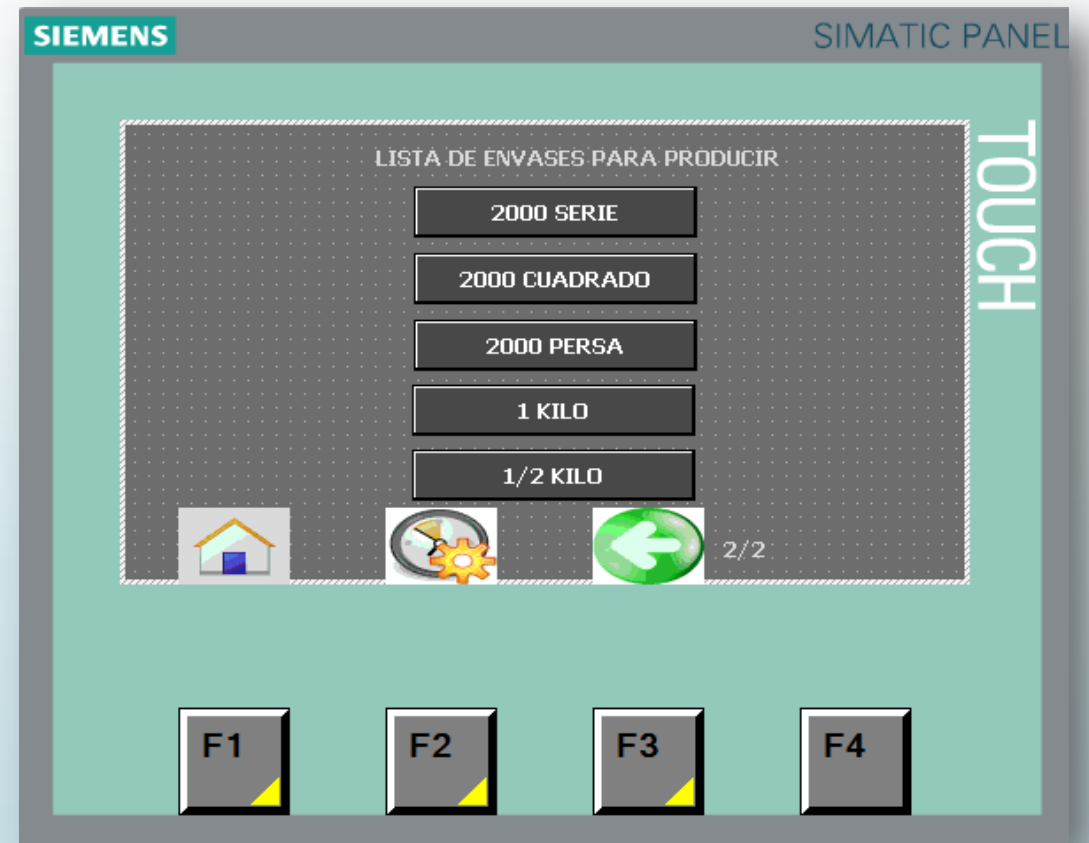 SIEMENS
SIMATIC PANEL
TOUCH
LISTA DE ENVASES PARA PRODUCIR
2000 SERIE
2000 CUADRADO
2000 PERSA
1 KILO
1/2 KILO
2/2
F1
F2
F3
F4